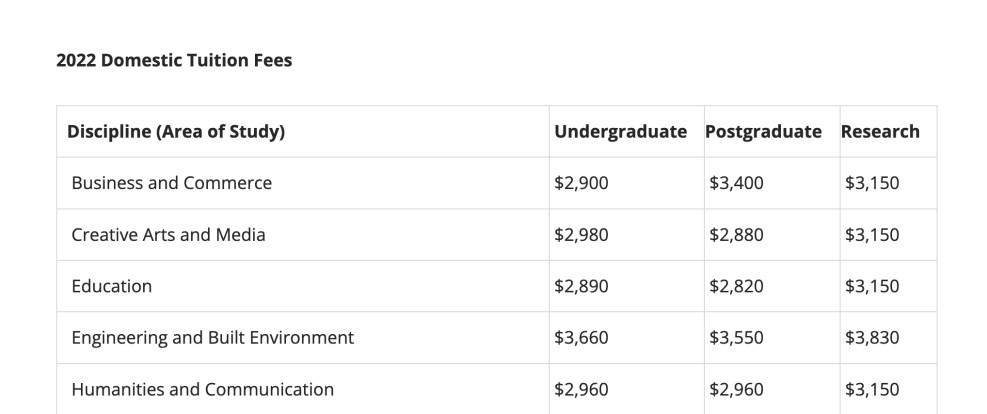 2022 Domestic Tuition Fees
Discipline (Area of Study) Undergraduate Postgraduate Research
Business and Commerce $2,900 $3,400 $3,150
Creative Arts and Media $2,980 $2,880 $3,150
Education $2,890 $2,820 $3,150
Engineering and Built Environment $3,660 $3,550 $3,830
Humanities and Communication $2,960 $2,960 $3,150